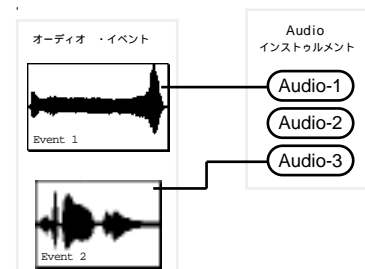 オーディオ ・イベント
Event 1
Event 2
Audio
インストゥルメント
Audio-1
Audio-2
Audio-3